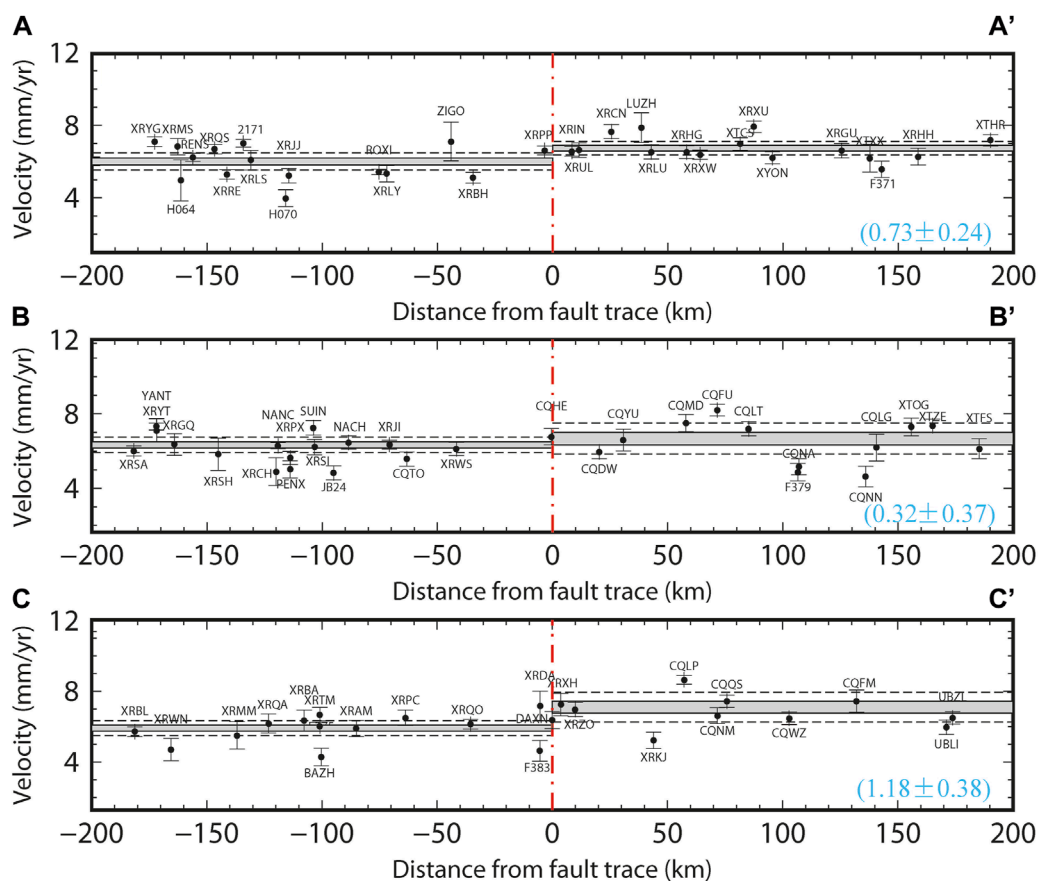 A A’
12
8
4
Velocity (mm/yr)
XRYG XRMS RENS XRQS 2171 XRJJ ZIGO XRPP XRIN XRCN LUZH XRHG XTCS XRXU XRGU XTXX XRHH XTHR
H064 XRRE XRLS H070 ROXI XRLY XRBH XRUL XRLU XRXW XYON F371
(0.73±0.24)
−200 −150 −100 −50 0 50 100 150 200
Distance from fault trace (km)
B B’
12
8
4
Velocity (mm/yr)
YANT
XRYT XRGQ NANC SUIN XRPX NACH XRJI CQHE CQYU CQMD CQFU CQLT CQLG XTOG XTZE XTFS
XRSA XRSH XRCH PENX XRSL JB24 CQTO XRWS CQDW CQNA F379 CQNN
(0.32±0.37)
−200 −150 −100 −50 0 50 100 150 200
Distance from fault trace (km)
C C’
12
8
4
Velocity (mm/yr)
XRBL XRWN XRMM XRQA XRBA XRTM XRAM XRPC XRQO XRDA XRXH CQLP CQQS CQFM UBZL
BAZH DAXN F383 XRZO XRKJ CQNM CQWZ UBLI
(1.18±0.38)
−200 −150 −100 −50 0 50 100 150 200
Distance from fault trace (km)